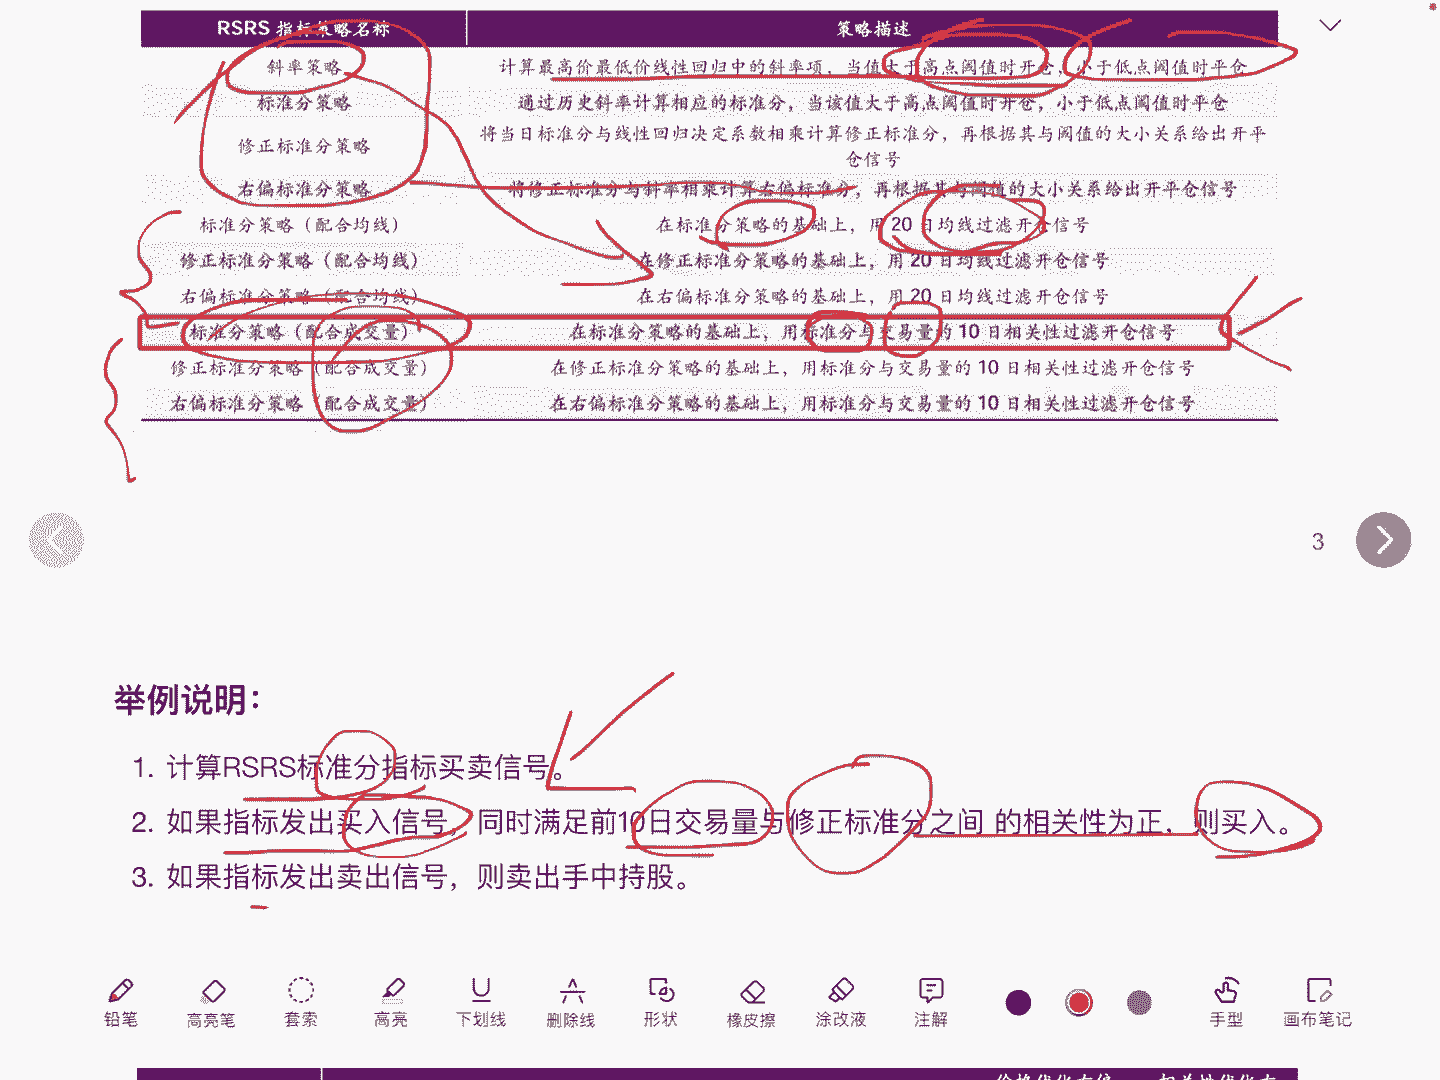 RSRS 指标策略名称 策略描述
斜率策略 计算最高价最低价线性回归中的斜率项，当值大于高点阈值时开仓，小于低点阈值时平仓
标准分策略 通过历史斜率计算相应的标准分，当该值大于高点阈值时开仓，小于低点阈值时平仓
修正标准分策略 将当日标准分与线性回归决定系数相乘计算修正标准分，再根据其与阈值的大小关系给出开平
仓信号
右偏标准分策略 将修正标准分与斜率相乘计算右偏标准分，再根据其与阈值的大小关系给出开平仓信号
标准分策略（配合均线） 在标准分策略的基础上，用 20 日均线过滤开仓信号
修正标准分策略（配合均线） 在修正标准分策略的基础上，用 20 日均线过滤开仓信号
右偏标准分策略（配合均线） 在右偏标准分策略的基础上，用 20 日均线过滤开仓信号
标准分策略（配合成交量） 在标准分策略的基础上，用标准分与交易量的 10 日相关性过滤开仓信号
修正标准分策略（配合成交量） 在修正标准分策略的基础上，用标准分与交易量的 10 日相关性过滤开仓信号
右偏标准分策略（配合成交量） 在右偏标准分策略的基础上，用标准分与交易量的 10 日相关性过滤开仓信号
3
举例说明：
1. 计算RSRS标准分指标买卖信号。
2. 如果指标发出买入信号，同时满足前10日交易量与修正标准分之间 的相关性为正，则买入。
3. 如果指标发出卖出信号，则卖出手中持股。
铅笔 高亮笔 套索 高亮 下划线 删除线 形状 橡皮擦 涂改液 注解 手型 画布笔记